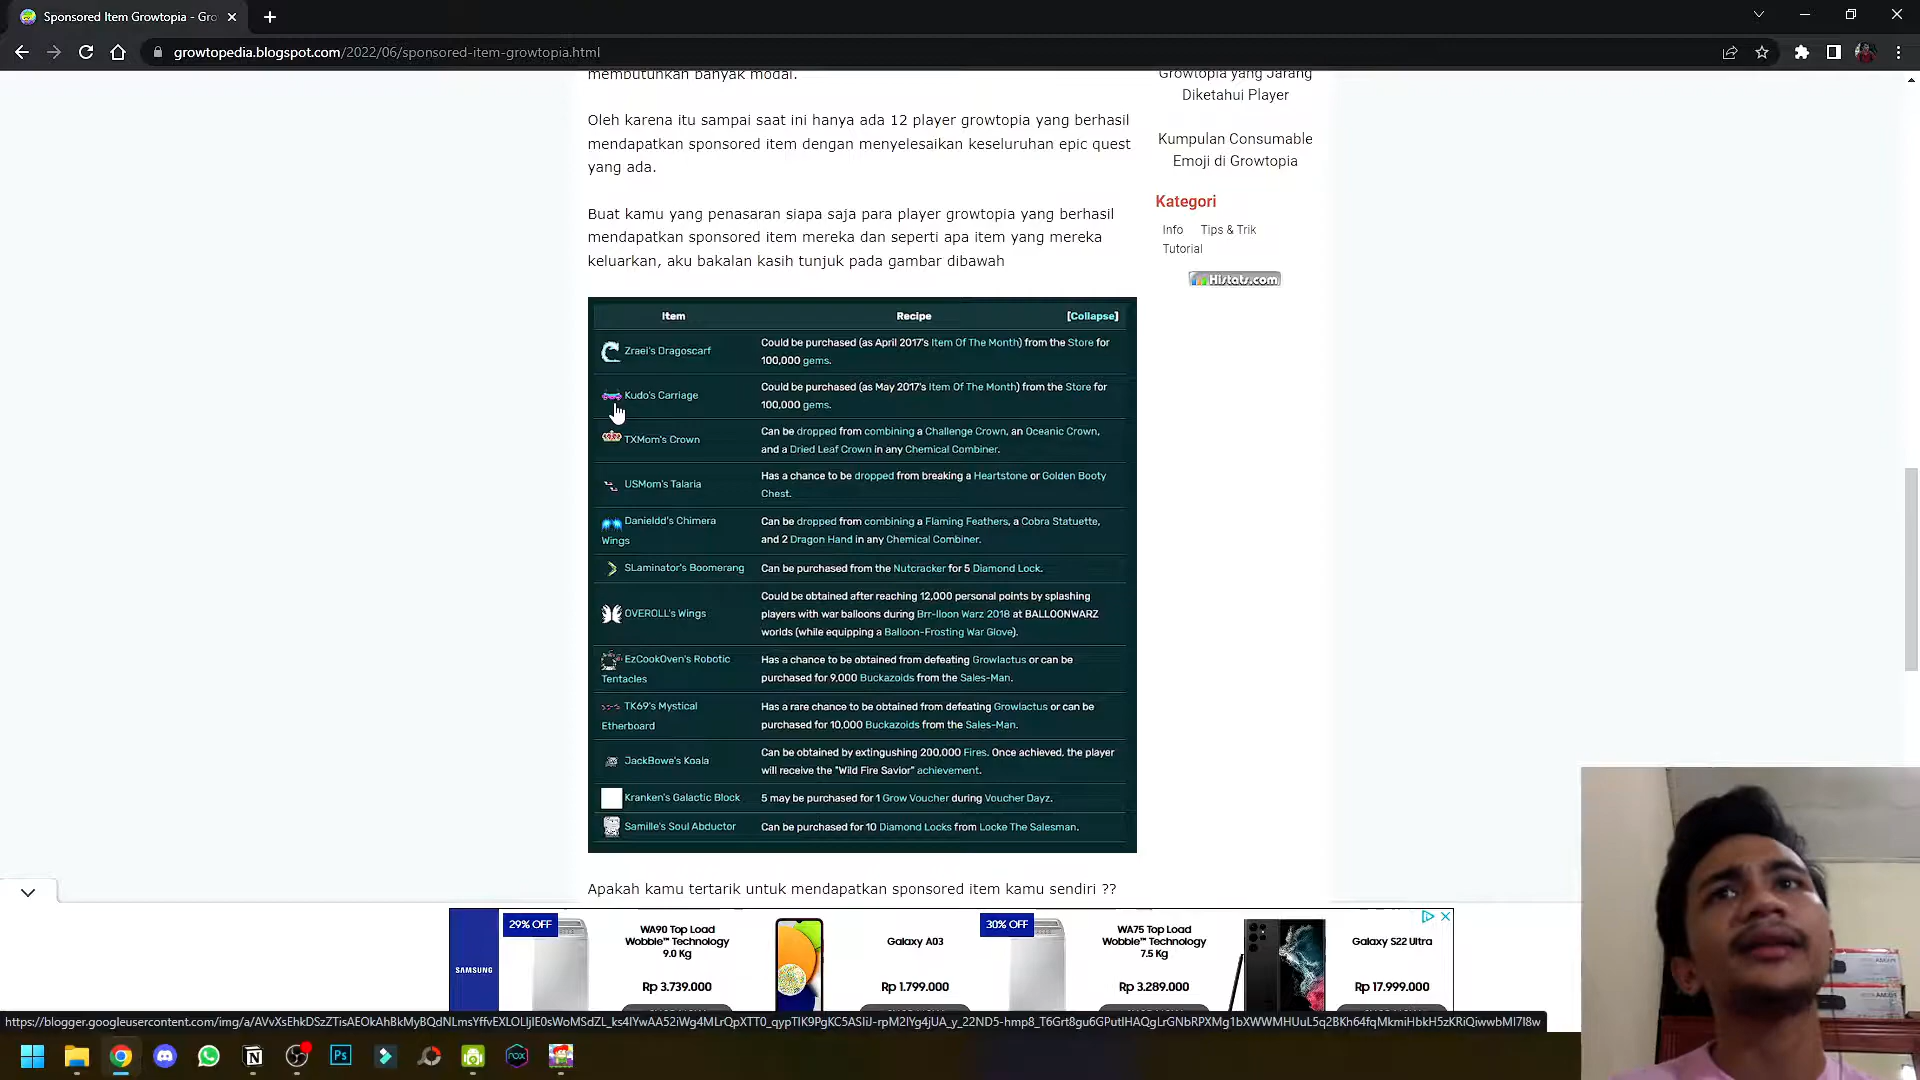 Sponsored Item Growtopia - Gro
growtopedia.blogspot.com/2022/06/sponsored-item-growtopia.html
membutuhkan banyak modal.
Oleh karena itu sampai saat ini hanya ada 12 player growtopia yang berhasil
mendapatkan sponsored item dengan menyelesaikan keseluruhan epic quest
yang ada.
Buat kamu yang penasaran siapa saja para player growtopia yang berhasil
mendapatkan sponsored item mereka dan seperti apa item yang mereka
keluarkan, aku bakalan kasih tunjuk pada gambar dibawah
Growtopia yang Jarang
Diketahui Player
Kumpulan Consumable
Emoji di Growtopia
Kategori
Info Tips & Trik
Tutorial
Histats.com
Item Recipe [Collapse]
Zraei's Dragoscarf
Could be purchased (as April 2017's Item Of The Month) from the Store for
100,000 gems.
Kudo's Carriage
Could be purchased (as May 2017's Item Of The Month) from the Store for
100,000 gems.
TXMom's Crown
Can be dropped from combining a Challenge Crown, an Oceanic Crown,
and a Dried Leaf Crown in any Chemical Combiner.
USMom's Talaria
Has a chance to be dropped from breaking a Heartstone or Golden Booty
Chest.
Danieldd's Chimera
Wings
Can be dropped from combining a Flaming Feathers, a Cobra Statuette,
and 2 Dragon Hand in any Chemical Combiner.
SLaminator's Boomerang
Can be purchased from the Nutcracker for 5 Diamond Lock.
OVEROLL's Wings
Could be obtained after reaching 12,000 personal points by splashing
players with war balloons during Brr-lloon Warz 2018 at BALLOONWARZ
worlds (while equipping a Balloon-Frosting War Glove).
EzCookOven's Robotic
Tentacles
Has a chance to be obtained from defeating Growlactus or can be
purchased for 9,000 Buckazoids from the Sales-Man.
TK69's Mystical
Etherboard
Has a rare chance to be obtained from defeating Growlactus or can be
purchased for 10,000 Buckazoids from the Sales-Man.
JackBowe's Koala
Can be obtained by extingushing 200,000 Fires. Once achieved, the player
will receive the "Wild Fire Savior" achievement.
Kranken's Galactic Block
5 may be purchased for 1 Grow Voucher during Voucher Dayz.
Samille's Soul Abductor
Can be purchased for 10 Diamond Locks from Locke The Salesman.
Apakah kamu tertarik untuk mendapatkan sponsored item kamu sendiri ??
SAMSUNG
29% OFF
WA90 Top Load
Wobble™ Technology
9.0 Kg
Rp 3.739.000
Galaxy A03
Rp 1.799.000
30% OFF
WA75 Top Load
Wobble™ Technology
7.5 Kg
Rp 3.289.000
Galaxy S22 Ultra
Rp 17.999.000